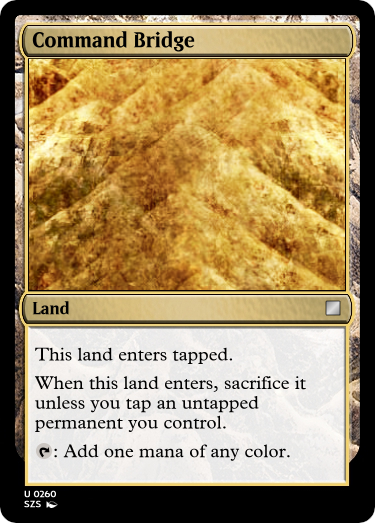 Command Bridge
Land
This land enters tapped.
When this land enters, sacrifice it
unless you tap an untapped
permanent you control.
: Add one mana of any color.
U 0260
SZS